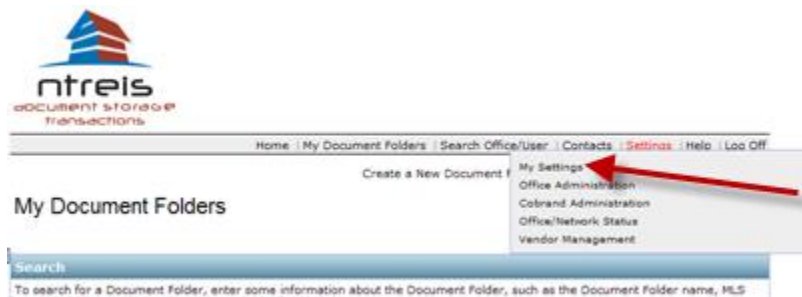 ntreis
document storage
transactions
Home | My Document Folders | Search Office/User | Contacts | Settings | Help | Log Off
Create a New Document
My Settings
Office Administration
Cobrand Administration
Office/Network Status
Vendor Management
My Document Folders
Search
To search for a Document Folder, enter some information about the Document Folder, such as the Document Folder name, MLS